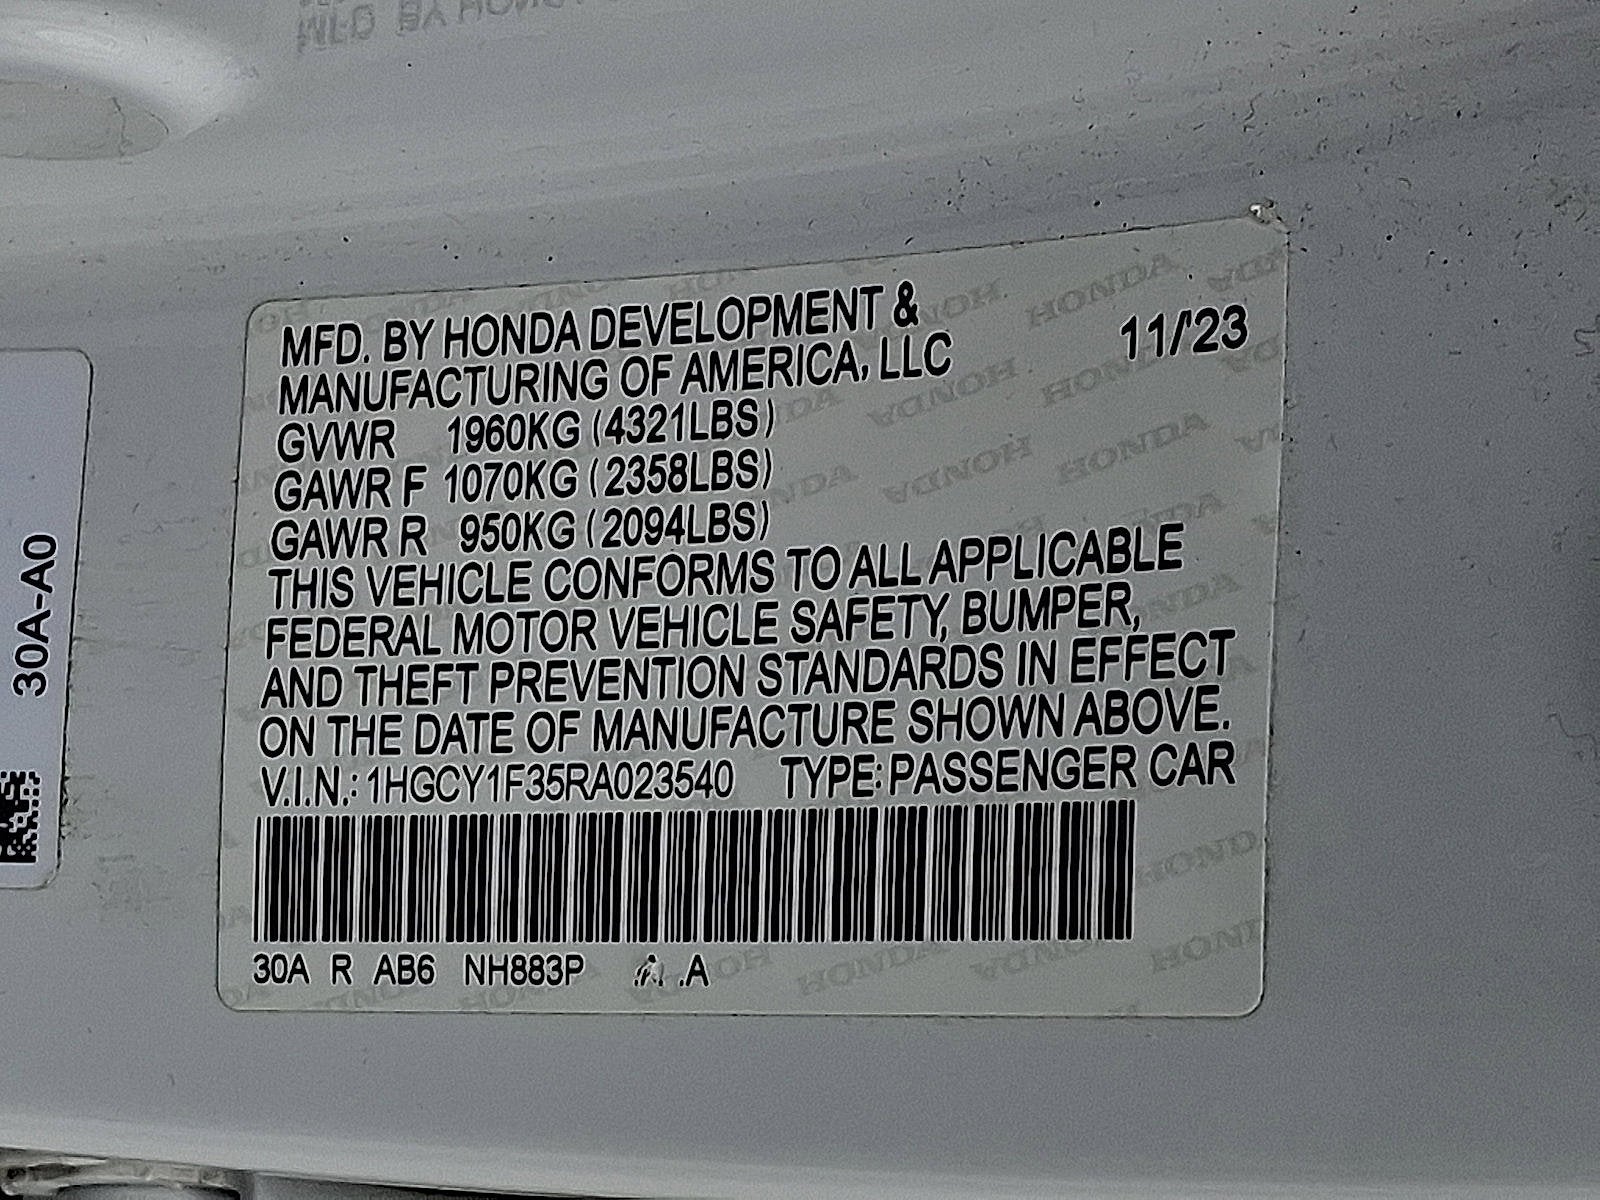 MFD. BY HONDA DEVELOPMENT &
MANUFACTURING OF AMERICA, LLC
11/'23
GVWR 1960KG (4321LBS)
GAWR F 1070KG (2358LBS)
GAWR R 950KG (2094LBS)
THIS VEHICLE CONFORMS TO ALL APPLICABLE
FEDERAL MOTOR VEHICLE SAFETY, BUMPER,
AND THEFT PREVENTION STANDARDS IN EFFECT
ON THE DATE OF MANUFACTURE SHOWN ABOVE.
V.I.N.: 1HGCY1F35RA023540 TYPE: PASSENGER CAR
30A R AB6 NH883P A
30A-A0